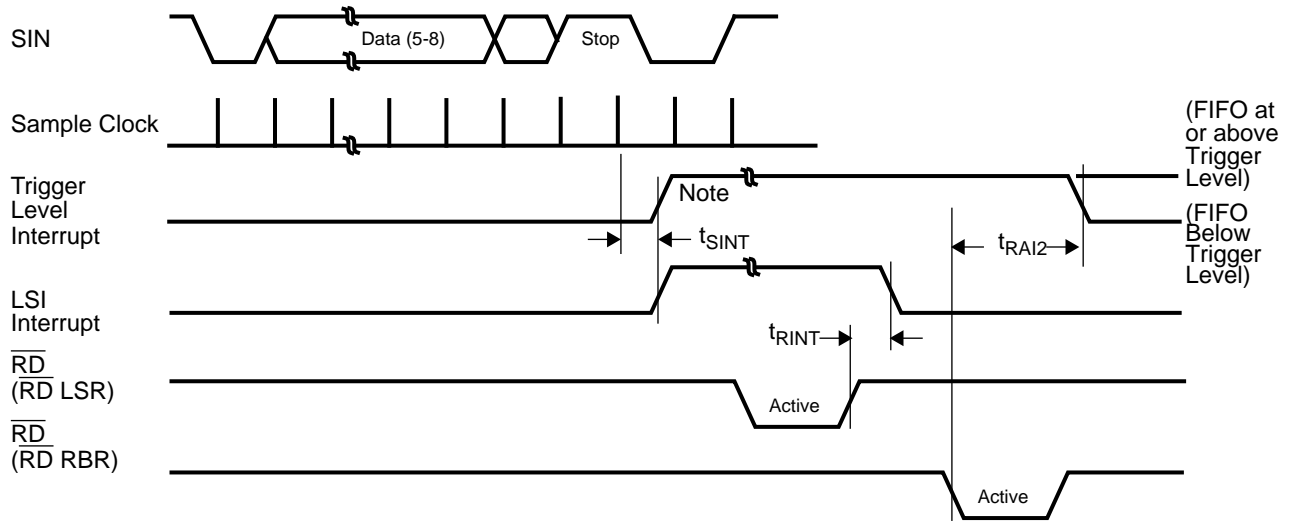 SIN
Data (5-8)
Stop
Sample Clock
(FIFO at
or above
Trigger
Level)
Trigger
Level
Interrupt
Note
tSINT
tRAI2
(FIFO
Below
Trigger
Level)
LSI
Interrupt
tRINT
RD
(RD LSR)
Active
RD
(RD RBR)
Active